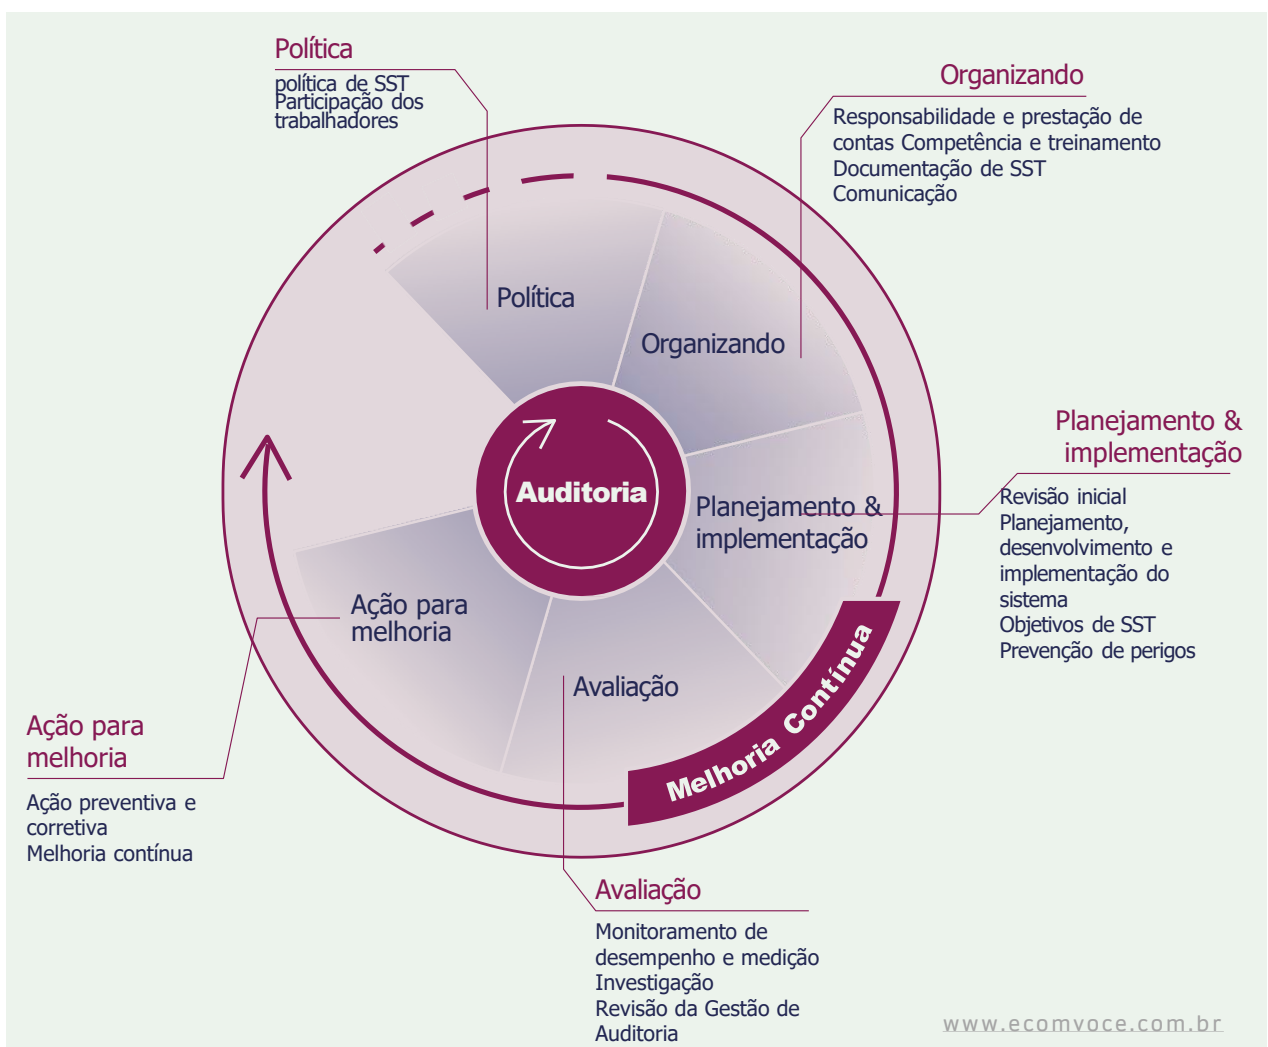 Política
política de SST
Participação dos
trabalhadores
Organizando
Responsabilidade e prestação de
contas Competência e treinamento
Documentação de SST
Comunicação
Política
Organizando
Planejamento &
implementação
Revisão inicial
Planejamento,
desenvolvimento e
implementação do
sistema
Objetivos de SST
Prevenção de perigos
Auditoria
Planejamento &
implementação
Ação para
melhoria
Avaliação
Melhoria Contínua
Ação para
melhoria
Ação preventiva e
corretiva
Melhoria contínua
Avaliação
Monitoramento de
desempenho e medição
Investigação
Revisão da Gestão de
Auditoria
www.ecomvoce.com.br